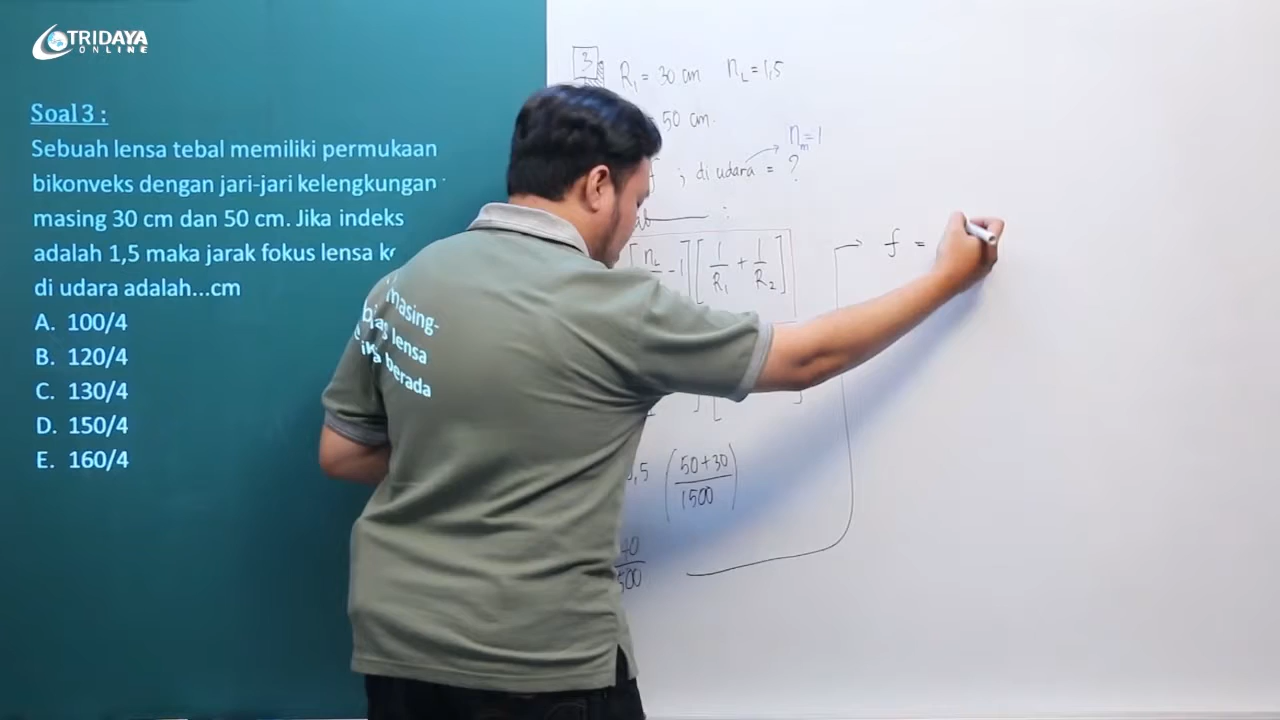 TRIDAYA
ONLINE
Soal 3 :
Sebuah lensa tebal memiliki permukaan
bikonveks dengan jari-jari kelengkungan masing-
masing 30 cm dan 50 cm. Jika indeks bias lensa
adalah 1,5 maka jarak fokus lensa berada
di udara adalah...cm
A. 100/4
B. 120/4
C. 130/4
D. 150/4
E. 160/4
3
R₁ = 30 cm n_L = 1,5
= 50 cm.
n_m = 1
f ; di udara = ?
ab :
[n_L - 1] [1/R₁ + 1/R₂]
,5 (50+30/1500)
40/500
f =